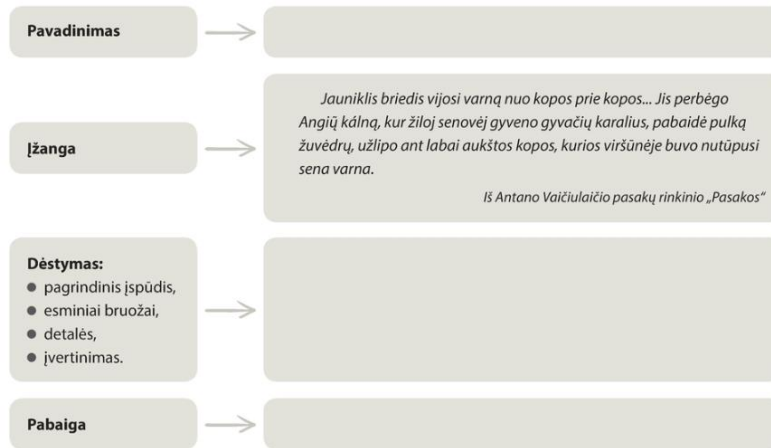 Pavadinimas
Įžanga
Jauniklis briedis vijosi varną nuo kopos prie kopos... Jis perbėgo
Angių kálną, kur žiloj senovėj gyveno gyvačių karalius, pabaidė pulką
žuvėdrų, užlipo ant labai aukštos kopos, kurios viršūnėje buvo nutūpusi
sena varna.
Iš Antano Vaičiulaičio pasakų rinkinio „Pasakos“
Dėstymas:
● pagrindinis įspūdis,
● esminiai bruožai,
● detalės,
● įvertinimas.
Pabaiga